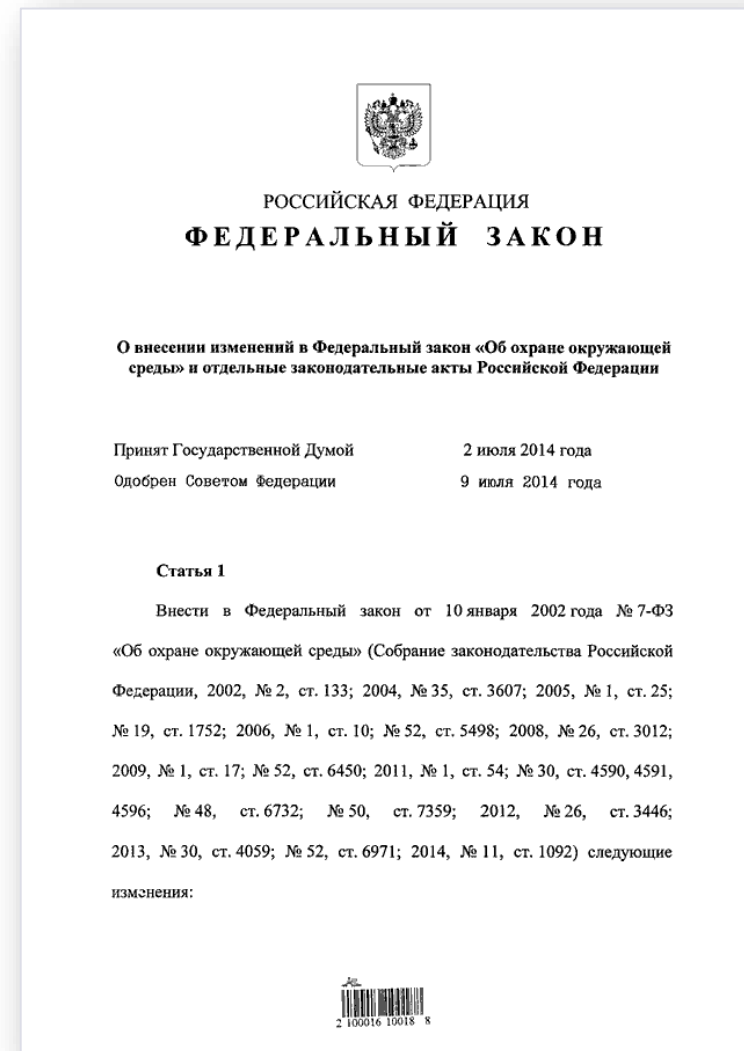 РОССИЙСКАЯ ФЕДЕРАЦИЯ
ФЕДЕРАЛЬНЫЙ ЗАКОН
О внесении изменений в Федеральный закон «Об охране окружающей
среды» и отдельные законодательные акты Российской Федерации
Принят Государственной Думой 2 июля 2014 года
Одобрен Советом Федерации 9 июля 2014 года
Статья 1
Внести в Федеральный закон от 10 января 2002 года № 7-ФЗ
«Об охране окружающей среды» (Собрание законодательства Российской
Федерации, 2002, № 2, ст. 133; 2004, № 35, ст. 3607; 2005, № 1, ст. 25;
№ 19, ст. 1752; 2006, № 1, ст. 10; № 52, ст. 5498; 2008, № 26, ст. 3012;
2009, № 1, ст. 17; № 52, ст. 6450; 2011, № 1, ст. 54; № 30, ст. 4590, 4591,
4596; № 48, ст. 6732; № 50, ст. 7359; 2012, № 26, ст. 3446;
2013, № 30, ст. 4059; № 52, ст. 6971; 2014, № 11, ст. 1092) следующие
изменения:
2 100016 10018 8